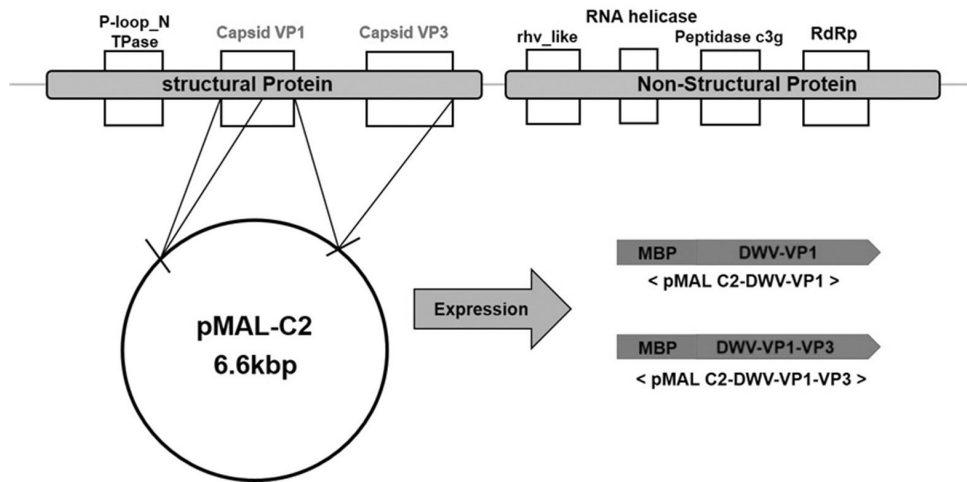 P-loop_N
TPase
Capsid VP1
Capsid VP3
rhv_like
RNA helicase
Peptidase c3g
RdRp
structural Protein
Non-Structural Protein
pMAL-C2
6.6kbp
Expression
MBP DWV-VP1
< pMAL C2-DWV-VP1 >
MBP DWV-VP1-VP3
< pMAL C2-DWV-VP1-VP3 >